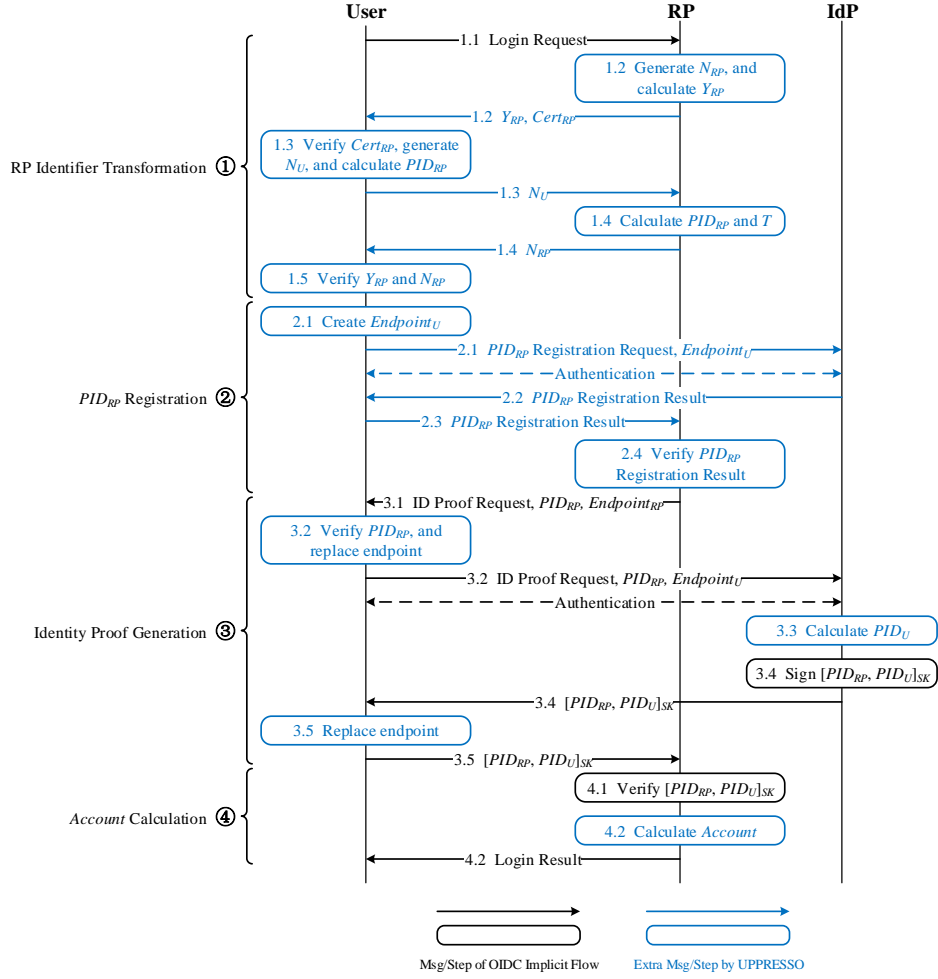 User RP IdP
1.1 Login Request
1.2 Generate N_RP, and
calculate Y_RP
1.2 Y_RP, Cert_RP
1.3 Verify Cert_RP, generate
N_U, and calculate PID_RP
RP Identifier Transformation ①
1.3 N_U
1.4 Calculate PID_RP and T
1.4 N_RP
1.5 Verify Y_RP and N_RP
2.1 Create Endpoint_U
2.1 PID_RP Registration Request, Endpoint_U
Authentication
PID_RP Registration ②
2.2 PID_RP Registration Result
2.3 PID_RP Registration Result
2.4 Verify PID_RP
Registration Result
3.1 ID Proof Request, PID_RP, Endpoint_RP
3.2 Verify PID_RP, and
replace endpoint
3.2 ID Proof Request, PID_RP, Endpoint_U
Authentication
Identity Proof Generation ③
3.3 Calculate PID_U
3.4 Sign [PID_RP, PID_U]_SK
3.4 [PID_RP, PID_U]_SK
3.5 Replace endpoint
3.5 [PID_RP, PID_U]_SK
4.1 Verify [PID_RP, PID_U]_SK
Account Calculation ④
4.2 Calculate Account
4.2 Login Result
Msg/Step of OIDC Implicit Flow
Extra Msg/Step by UPPRESSO